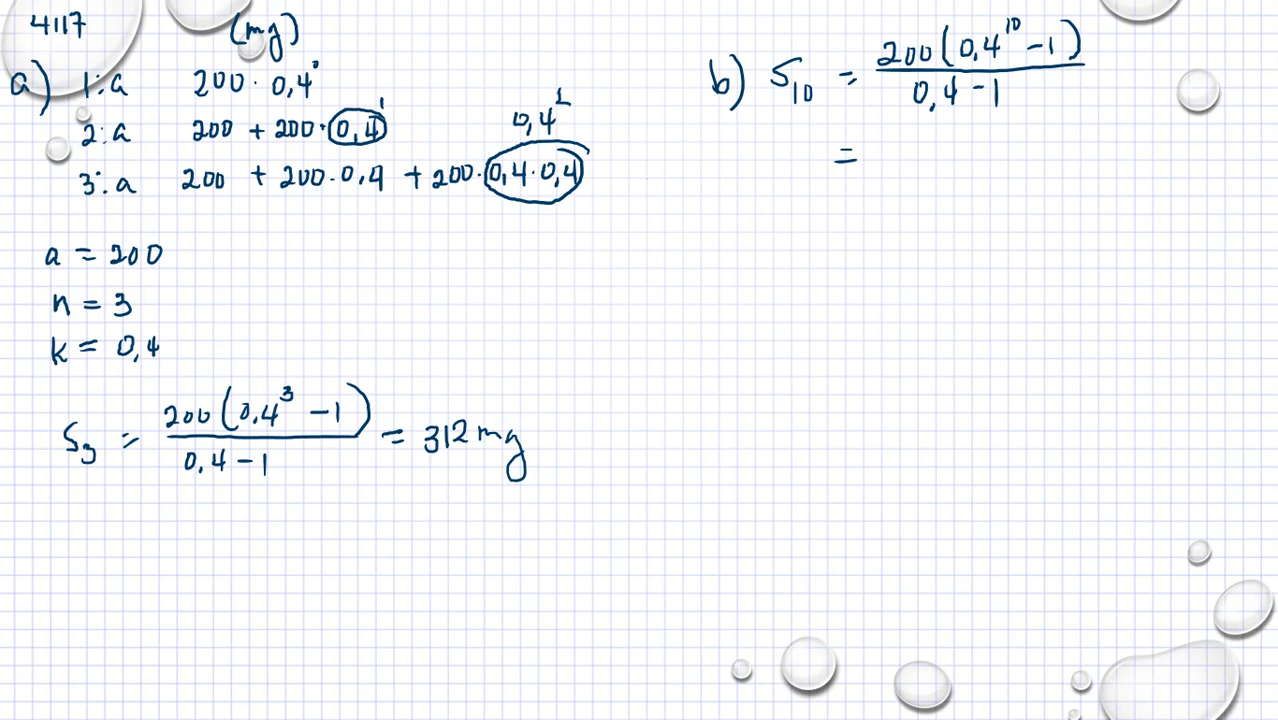 4117 (mg)
a) 1:a 200 · 0,4⁰
2:a 200 + 200 · 0,4¹
0,4²
3:a 200 + 200 · 0,4 + 200 · 0,4 · 0,4
a = 200
n = 3
k = 0,4
S₃ = 200(0,4³ − 1) / 0,4 − 1 = 312 mg
b) S₁₀ = 200(0,4¹⁰ − 1) / 0,4 − 1
=